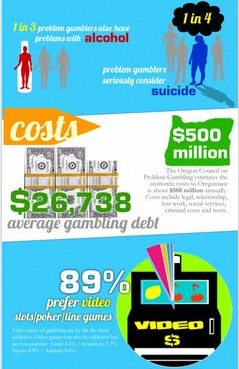 1 in 3 problem gamblers also have
problems with alcohol
1 in 4
problem gamblers
seriously consider
suicide
costs
$500
million
The Oregon Council on
Problem Gambling estimates the
economic costs to Oregonians
is about $508 million annually.
Costs include legal, relationship,
lost work, social services,
criminal costs and more.
$26,738
average gambling debt
89%
prefer video
slots/poker/line games
Video types of gambling are by far the most
addictive. Other games can also be addictive but
are less popular.
VIDEO
$